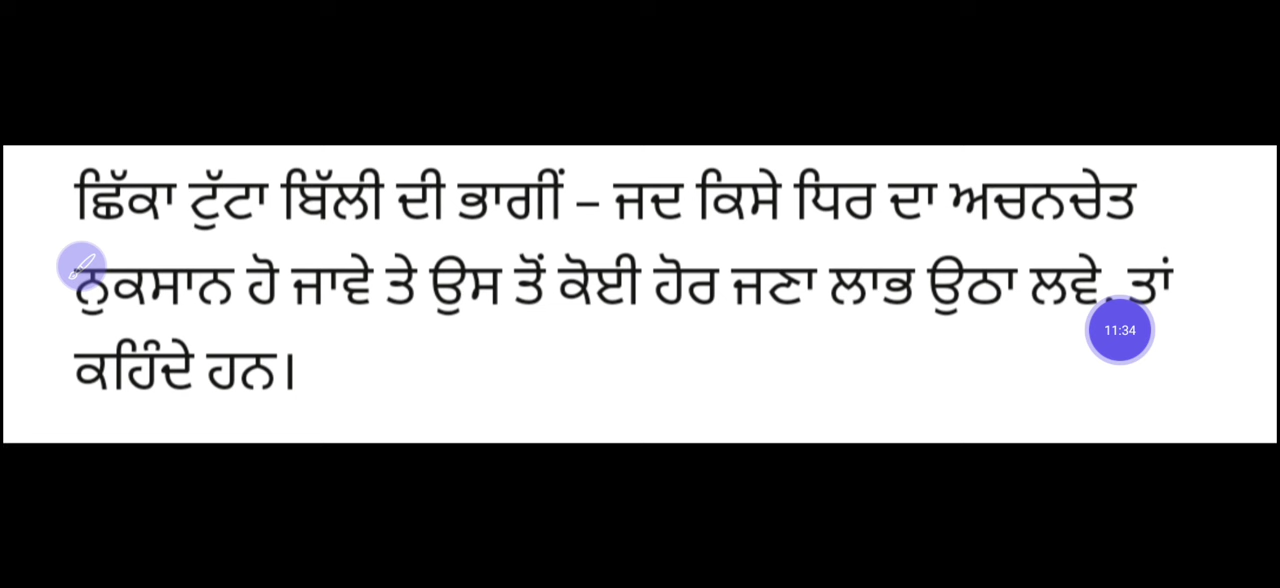 ਛਿੱਕਾ ਟੁੱਟਾ ਬਿੱਲੀ ਦੀ ਭਾਗੀਂ – ਜਦ ਕਿਸੇ ਧਿਰ ਦਾ ਅਚਨਚੇਤ
ਨੁਕਸਾਨ ਹੋ ਜਾਵੇ ਤੇ ਉਸ ਤੋਂ ਕੋਈ ਹੋਰ ਜਣਾ ਲਾਭ ਉਠਾ ਲਵੇ, ਤਾਂ
11:34
ਕਹਿੰਦੇ ਹਨ।